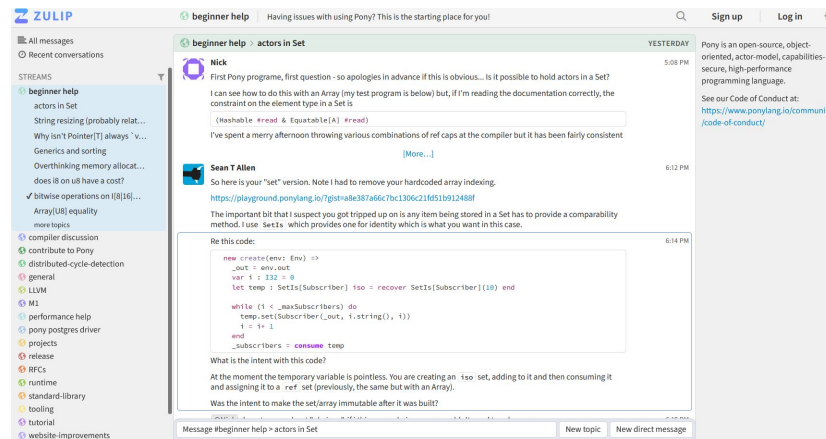 ZULIP
beginner help
Having issues with using Pony? This is the starting place for you!
Sign up
Log in
All messages
Recent conversations
STREAMS
beginner help
actors in Set
String resizing (probably relat...
Why isn't Pointer[T] always `v...
Generics and sorting
Overthinking memory allocat...
does i8 on u8 have a cost?
✓ bitwise operations on I[8|16|...
Array[U8] equality
more topics
compiler discussion
contribute to Pony
distributed-cycle-detection
general
LLVM
M1
performance help
pony postgres driver
projects
release
RFCs
runtime
standard-library
tooling
tutorial
website-improvements
beginner help > actors in Set
YESTERDAY
Nick
5:08 PM
First Pony programe, first question - so apologies in advance if this is obvious... Is it possible to hold actors in a Set?
I can see how to do this with an Array (my test program is below) but, if I'm reading the documentation correctly, the
constraint on the element type in a Set is
(Hashable #read & Equatable[A] #read)
I've spent a merry afternoon throwing various combinations of ref caps at the compiler but it has been fairly consistent
[More...]
Sean T Allen
6:12 PM
So here is your "set" version. Note I had to remove your hardcoded array indexing.
https://playground.ponylang.io/?gist=a8e387a66c7bc1306c21fd51b912488f
The important bit that I suspect you got tripped up on is any item being stored in a Set has to provide a comparability
method. I use SetIs which provides one for identity which is what you want in this case.
Re this code:
6:14 PM
new create(env: Env) =>
_out = env.out
var i : I32 = 0
let temp : SetIs[Subscriber] iso = recover SetIs[Subscriber](10) end
while (i < _maxSubscribers) do
temp.set(Subscriber(_out, i.string(), i))
i = i+ 1
end
_subscribers = consume temp
What is the intent with this code?
At the moment the temporary variable is pointless. You are creating an iso set, adding to it and then consuming it
and assigning it to a ref set (previously, the same but with an Array).
Was the intent to make the set/array immutable after it was built?
Message #beginner help > actors in Set
New topic
New direct message
Pony is an open-source, object-
oriented, actor-model, capabilities-
secure, high-performance
programming language.
See our Code of Conduct at:
https://www.ponylang.io/communi
/code-of-conduct/